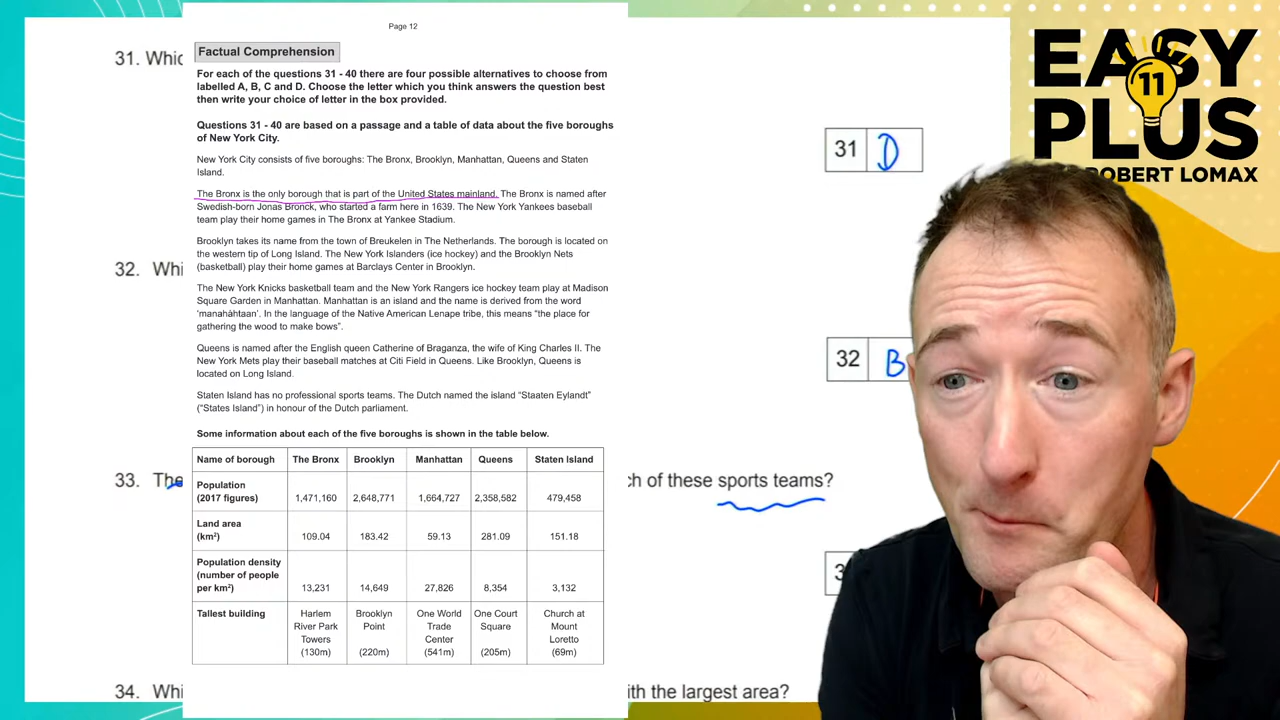 Page 12
Factual Comprehension
For each of the questions 31 - 40 there are four possible alternatives to choose from
labelled A, B, C and D. Choose the letter which you think answers the question best
then write your choice of letter in the box provided.
Questions 31 - 40 are based on a passage and a table of data about the five boroughs
of New York City.
New York City consists of five boroughs: The Bronx, Brooklyn, Manhattan, Queens and Staten
Island.
The Bronx is the only borough that is part of the United States mainland. The Bronx is named after
Swedish-born Jonas Bronck, who started a farm here in 1639. The New York Yankees baseball
team play their home games in The Bronx at Yankee Stadium.
Brooklyn takes its name from the town of Breukelen in The Netherlands. The borough is located on
the western tip of Long Island. The New York Islanders (ice hockey) and the Brooklyn Nets
(basketball) play their home games at Barclays Center in Brooklyn.
The New York Knicks basketball team and the New York Rangers ice hockey team play at Madison
Square Garden in Manhattan. Manhattan is an island and the name is derived from the word
‘manahàhtaan’. In the language of the Native American Lenape tribe, this means “the place for
gathering the wood to make bows”.
Queens is named after the English queen Catherine of Braganza, the wife of King Charles II. The
New York Mets play their baseball matches at Citi Field in Queens. Like Brooklyn, Queens is
located on Long Island.
Staten Island has no professional sports teams. The Dutch named the island “Staaten Eylandt”
(“States Island”) in honour of the Dutch parliament.
Some information about each of the five boroughs is shown in the table below.
Name of borough The Bronx Brooklyn Manhattan Queens Staten Island
Population
(2017 figures) 1,471,160 2,648,771 1,664,727 2,358,582 479,458
Land area
(km²) 109.04 183.42 59.13 281.09 151.18
Population density
(number of people
per km²) 13,231 14,649 27,826 8,354 3,132
Tallest building Harlem Brooklyn One World One Court Church at
River Park Point Trade Square Mount
Towers Center Loretto
(130m) (220m) (541m) (205m) (69m)
31. Whic
31 D
32. Whi
32 B
33. The
ch of these sports teams?
34. Whi
ith the largest area?
EASY
11
PLUS
ROBERT LOMAX